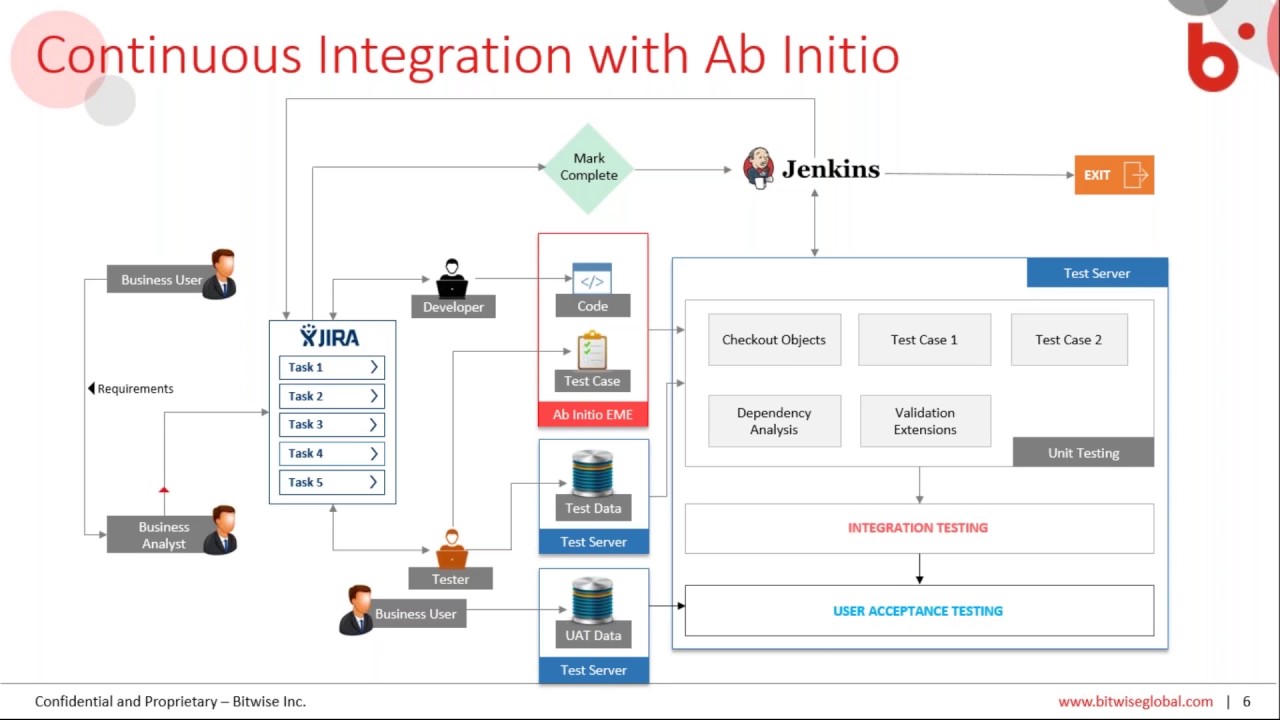 Continuous Integration with Ab Initio
b
Mark
Complete
Jenkins
EXIT
Business User
Developer
</>
Code
Test Server
JIRA
Task 1
Task 2
Task 3
Task 4
Task 5
Requirements
Test Case
Ab Initio EME
Checkout Objects
Test Case 1
Test Case 2
Dependency
Analysis
Validation
Extensions
Unit Testing
Business
Analyst
Test Data
Test Server
INTEGRATION TESTING
Tester
Business User
UAT Data
Test Server
USER ACCEPTANCE TESTING
Confidential and Proprietary – Bitwise Inc.
www.bitwiseglobal.com | 6